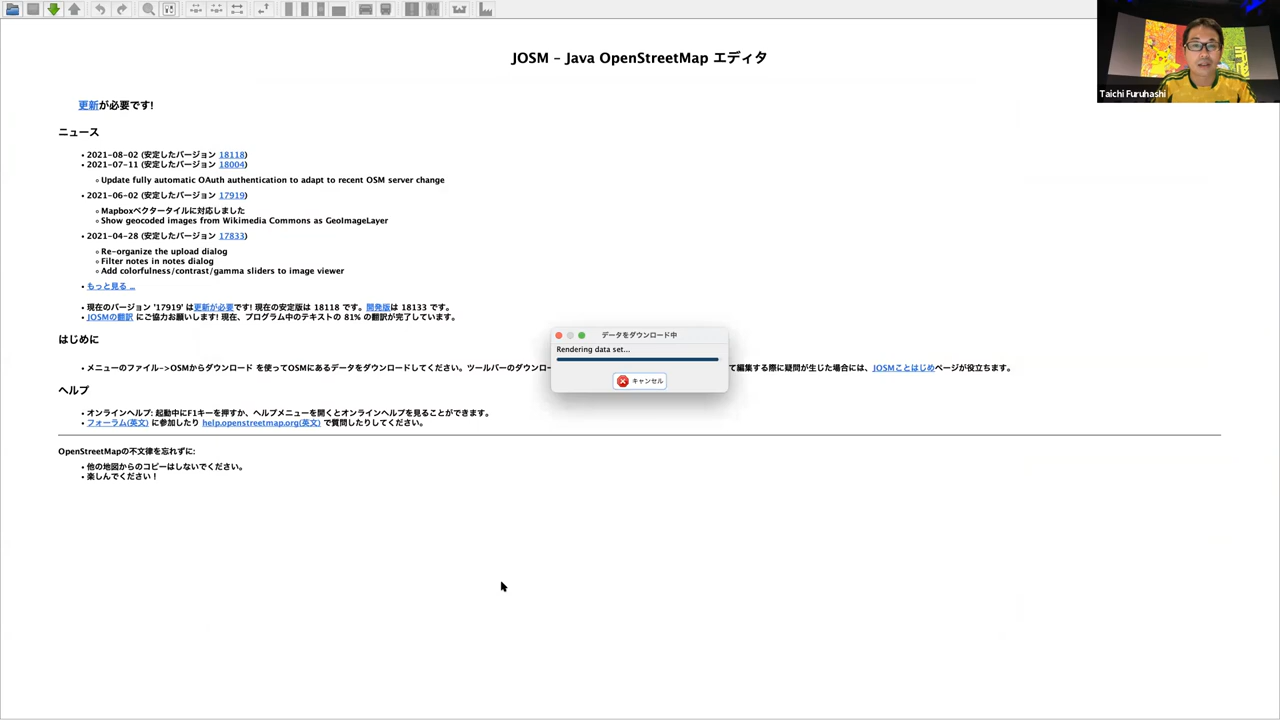 Taichi Furuhashi
JOSM – Java OpenStreetMap エディタ
更新が必要です!
ニュース
• 2021-08-02 (安定したバージョン 18118)
• 2021-07-11 (安定したバージョン 18004)
◦ Update fully automatic OAuth authentication to adapt to recent OSM server change
• 2021-06-02 (安定したバージョン 17919)
◦ Mapboxベクタータイルに対応しました
◦ Show geocoded images from Wikimedia Commons as GeoImageLayer
• 2021-04-28 (安定したバージョン 17833)
◦ Re-organize the upload dialog
◦ Filter notes in notes dialog
◦ Add colorfulness/contrast/gamma sliders to image viewer
• もっと見る ...
• 現在のバージョン '17919' は更新が必要です! 現在の安定版は 18118 です。開発版は 18133 です。
• JOSMの翻訳 にご協力お願いします! 現在、プログラム中のテキストの 81% の翻訳が完了しています。
データをダウンロード中
Rendering data set...
キャンセル
はじめに
• メニューのファイル->OSMからダウンロード を使ってOSMにあるデータをダウンロードしてください。ツールバーのダウンロー て編集する際に疑問が生じた場合には、JOSMことはじめページが役立ちます。
ヘルプ
• オンラインヘルプ: 起動中にF1キーを押すか、ヘルプメニューを開くとオンラインヘルプを見ることができます。
• フォーラム(英文) に参加したり help.openstreetmap.org(英文) で質問したりしてください。
OpenStreetMapの不文律を忘れずに:
• 他の地図からのコピーはしないでください。
• 楽しんでください！